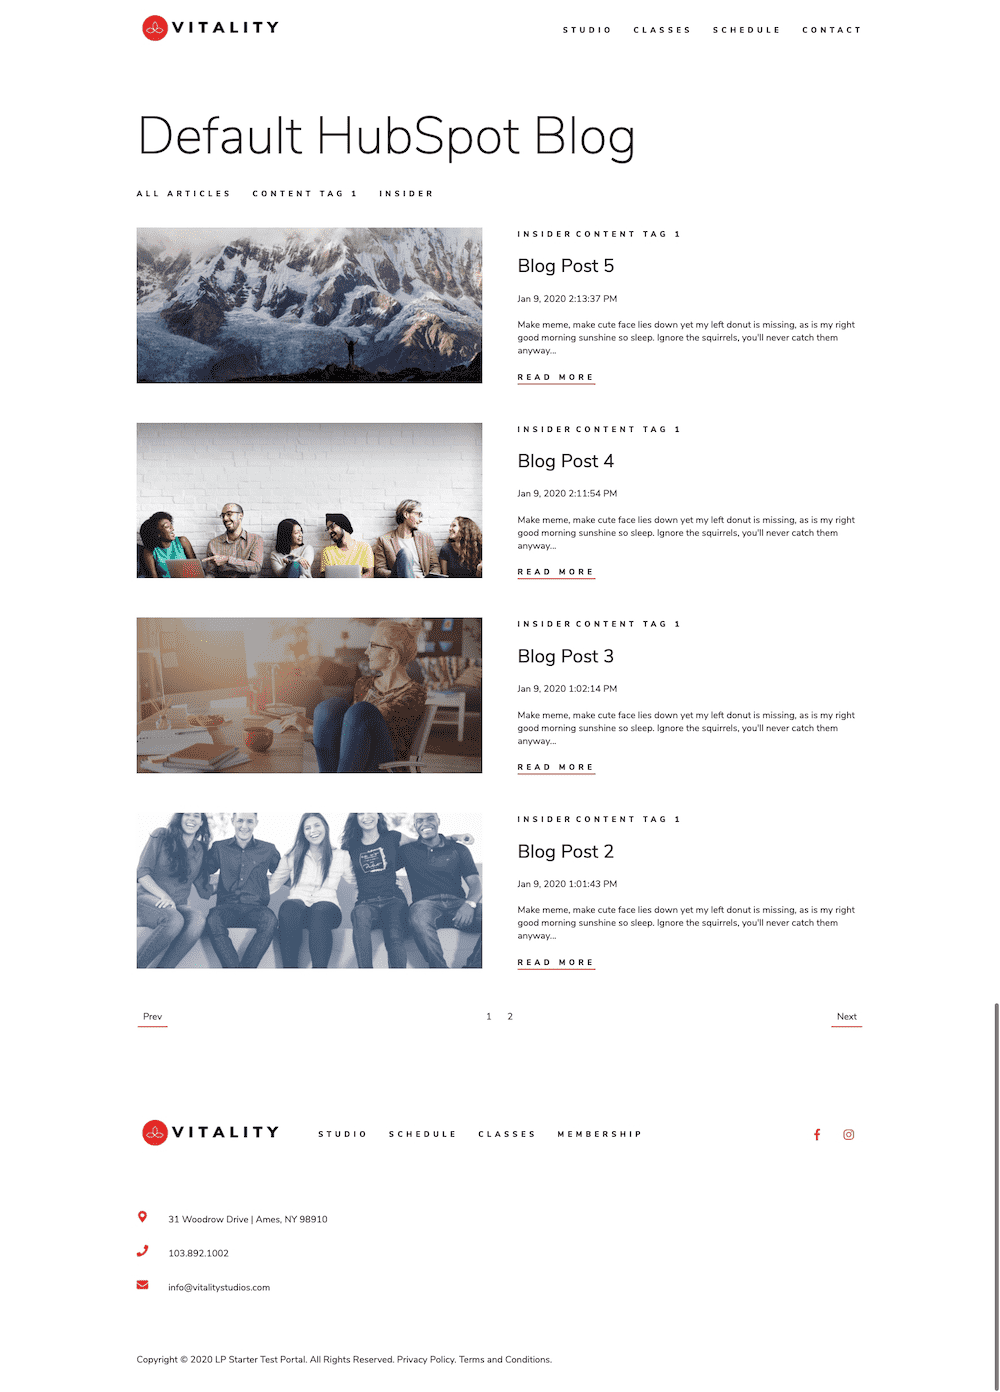 VITALITY
STUDIO CLASSES SCHEDULE CONTACT
Default HubSpot Blog
ALL ARTICLES CONTENT TAG 1 INSIDER
INSIDER CONTENT TAG 1
Blog Post 5
Jan 9, 2020 2:13:37 PM
Make meme, make cute face lies down yet my left donut is missing, as is my right
good morning sunshine so sleep. Ignore the squirrels, you'll never catch them
anyway...
READ MORE
INSIDER CONTENT TAG 1
Blog Post 4
Jan 9, 2020 2:11:54 PM
Make meme, make cute face lies down yet my left donut is missing, as is my right
good morning sunshine so sleep. Ignore the squirrels, you'll never catch them
anyway...
READ MORE
INSIDER CONTENT TAG 1
Blog Post 3
Jan 9, 2020 1:02:14 PM
Make meme, make cute face lies down yet my left donut is missing, as is my right
good morning sunshine so sleep. Ignore the squirrels, you'll never catch them
anyway...
READ MORE
INSIDER CONTENT TAG 1
Blog Post 2
Jan 9, 2020 1:01:43 PM
Make meme, make cute face lies down yet my left donut is missing, as is my right
good morning sunshine so sleep. Ignore the squirrels, you'll never catch them
anyway...
READ MORE
Prev 1 2 Next
VITALITY STUDIO SCHEDULE CLASSES MEMBERSHIP
31 Woodrow Drive | Ames, NY 98910
103.892.1002
info@vitalitystudios.com
Copyright © 2020 LP Starter Test Portal. All Rights Reserved. Privacy Policy. Terms and Conditions.